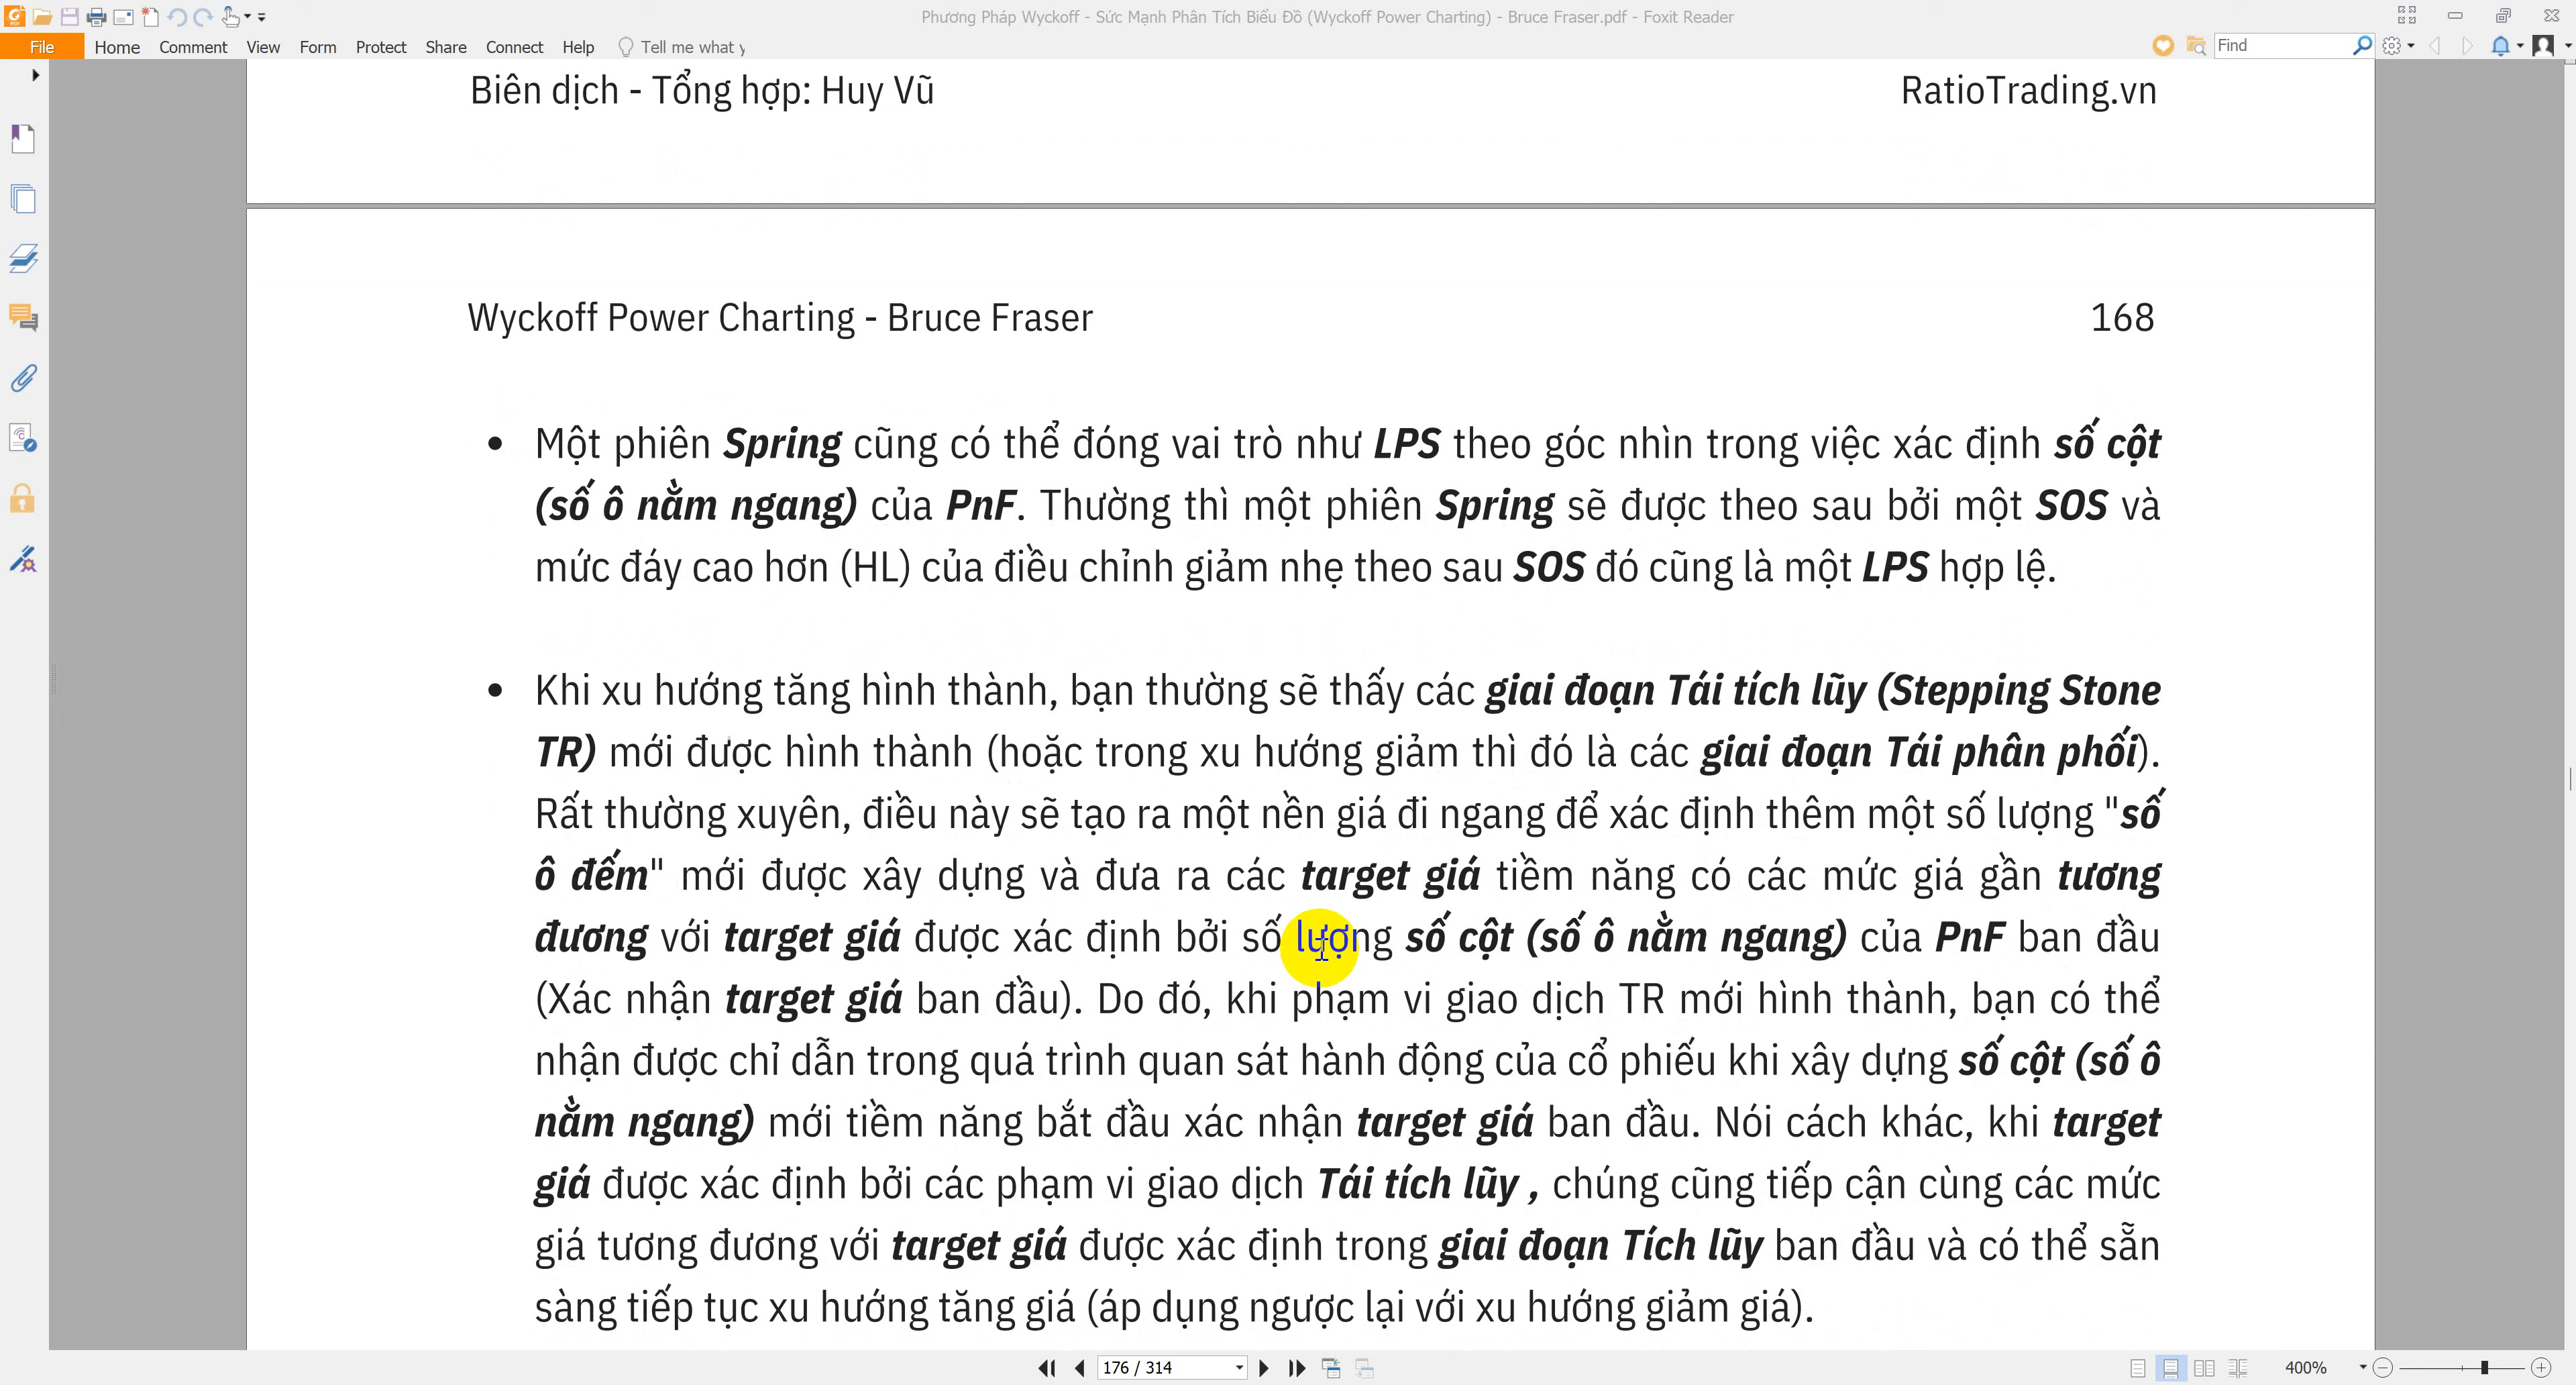 Phương Pháp Wyckoff - Sức Mạnh Phân Tích Biểu Đồ (Wyckoff Power Charting) - Bruce Fraser.pdf - Foxit Reader
File Home Comment View Form Protect Share Connect Help Tell me what y
Find
Biên dịch - Tổng hợp: Huy Vũ RatioTrading.vn
Wyckoff Power Charting - Bruce Fraser 168
• Một phiên Spring cũng có thể đóng vai trò như LPS theo góc nhìn trong việc xác định số cột
(số ô nằm ngang) của PnF. Thường thì một phiên Spring sẽ được theo sau bởi một SOS và
mức đáy cao hơn (HL) của điều chỉnh giảm nhẹ theo sau SOS đó cũng là một LPS hợp lệ.
• Khi xu hướng tăng hình thành, bạn thường sẽ thấy các giai đoạn Tái tích lũy (Stepping Stone
TR) mới được hình thành (hoặc trong xu hướng giảm thì đó là các giai đoạn Tái phân phối).
Rất thường xuyên, điều này sẽ tạo ra một nền giá đi ngang để xác định thêm một số lượng "số
ô đếm" mới được xây dựng và đưa ra các target giá tiềm năng có các mức giá gần tương
đương với target giá được xác định bởi số lượng số cột (số ô nằm ngang) của PnF ban đầu
(Xác nhận target giá ban đầu). Do đó, khi phạm vi giao dịch TR mới hình thành, bạn có thể
nhận được chỉ dẫn trong quá trình quan sát hành động của cổ phiếu khi xây dựng số cột (số ô
nằm ngang) mới tiềm năng bắt đầu xác nhận target giá ban đầu. Nói cách khác, khi target
giá được xác định bởi các phạm vi giao dịch Tái tích lũy , chúng cũng tiếp cận cùng các mức
giá tương đương với target giá được xác định trong giai đoạn Tích lũy ban đầu và có thể sẵn
sàng tiếp tục xu hướng tăng giá (áp dụng ngược lại với xu hướng giảm giá).
176 / 314 400%